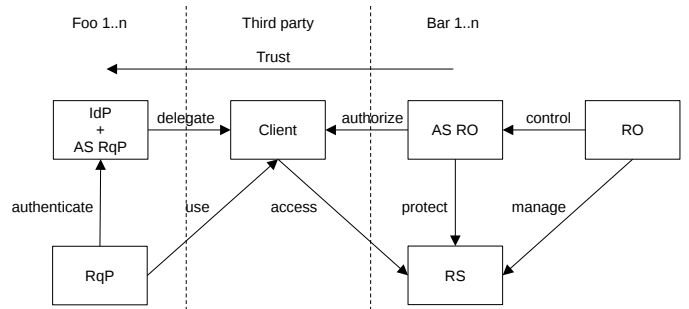 Foo 1..n
Third party
Bar 1..n
Trust
IdP
+
AS RqP
delegate
Client
authorize
AS RO
control
RO
authenticate
use
access
protect
manage
RqP
RS